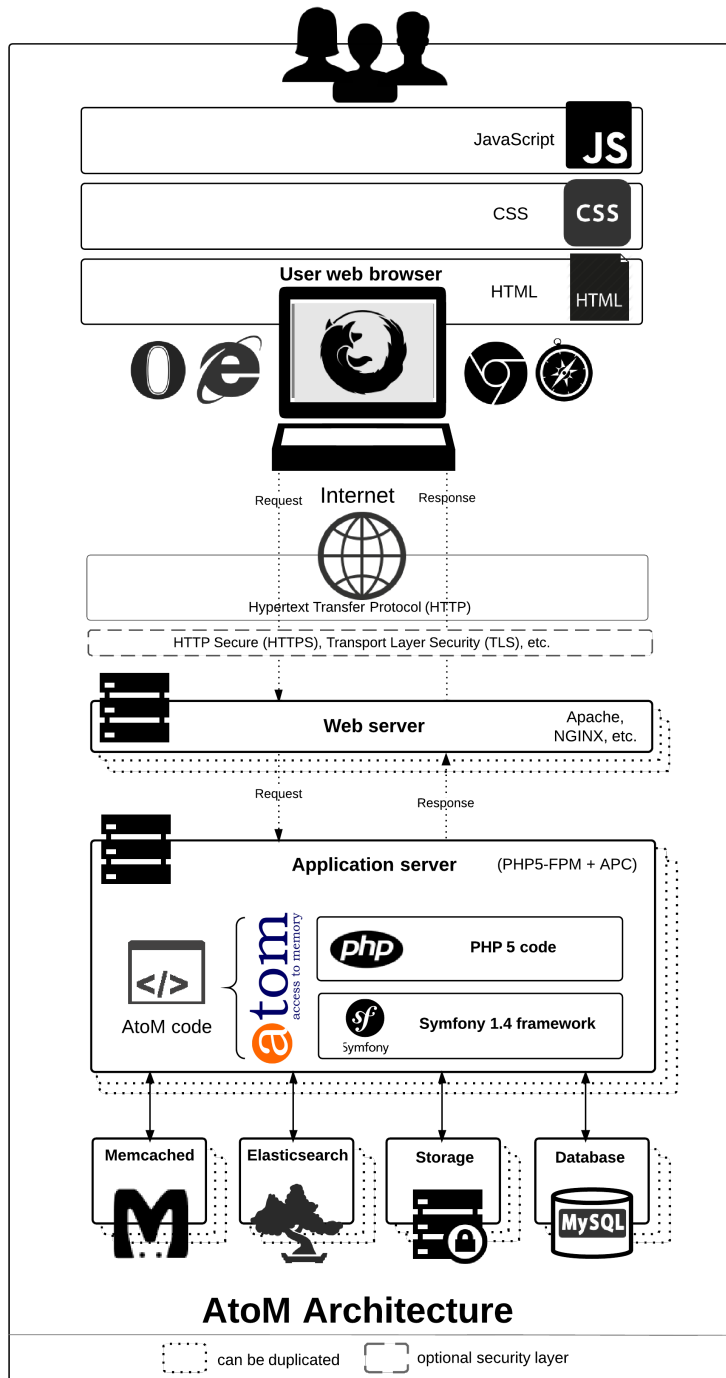 JavaScript
JS
CSS
CSS
User web browser
HTML
HTML
Request
Internet
Response
Hypertext Transfer Protocol (HTTP)
HTTP Secure (HTTPS), Transport Layer Security (TLS), etc.
Web server
Apache,
NGINX, etc.
Request
Response
Application server
(PHP5-FPM + APC)
AtoM code
</>
atom
access to memory
php
PHP 5 code
sf
Symfony
Symfony 1.4 framework
Memcached
Elasticsearch
Storage
Database
M
MySQL
AtoM Architecture
can be duplicated
optional security layer